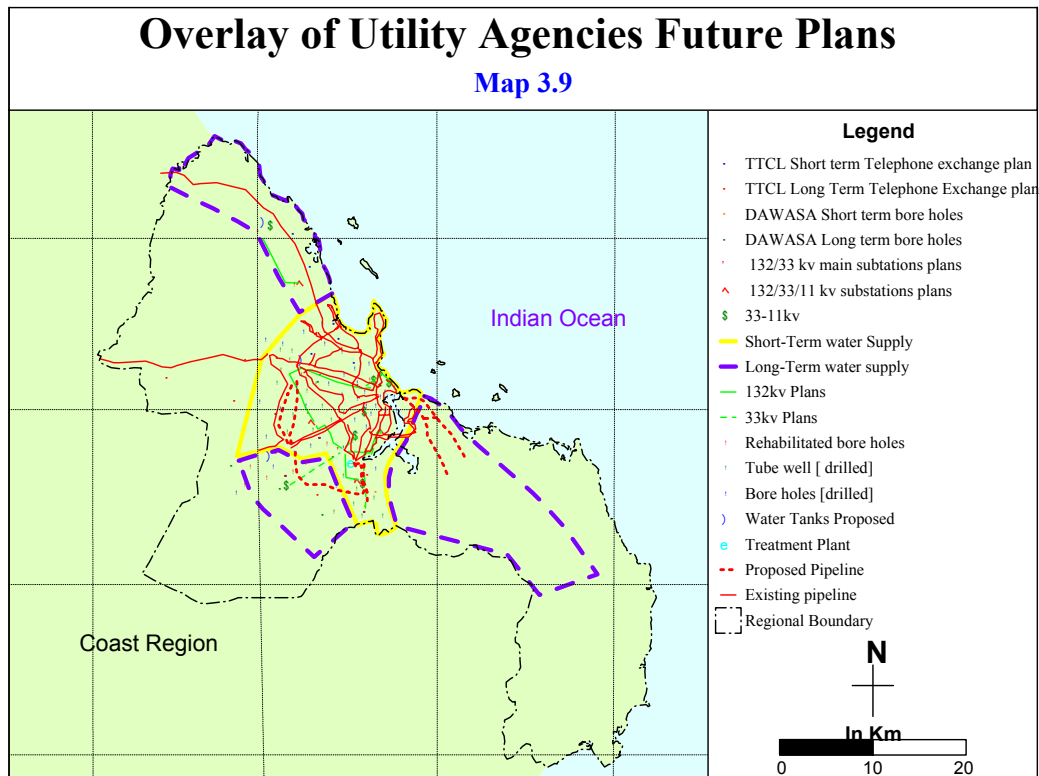 Overlay of Utility Agencies Future Plans
Map 3.9
Indian Ocean
Coast Region
Legend
TTCL Short term Telephone exchange plan
TTCL Long Term Telephone Exchange plan
DAWASA Short term bore holes
DAWASA Long term bore holes
132/33 kv main subtations plans
132/33/11 kv substations plans
$ 33-11kv
Short-Term water Supply
Long-Term water supply
132kv Plans
33kv Plans
Rehabilitated bore holes
Tube well [ drilled]
Bore holes [drilled]
Water Tanks Proposed
e Treatment Plant
Proposed Pipeline
Existing pipeline
Regional Boundary
N
In Km
0 10 20